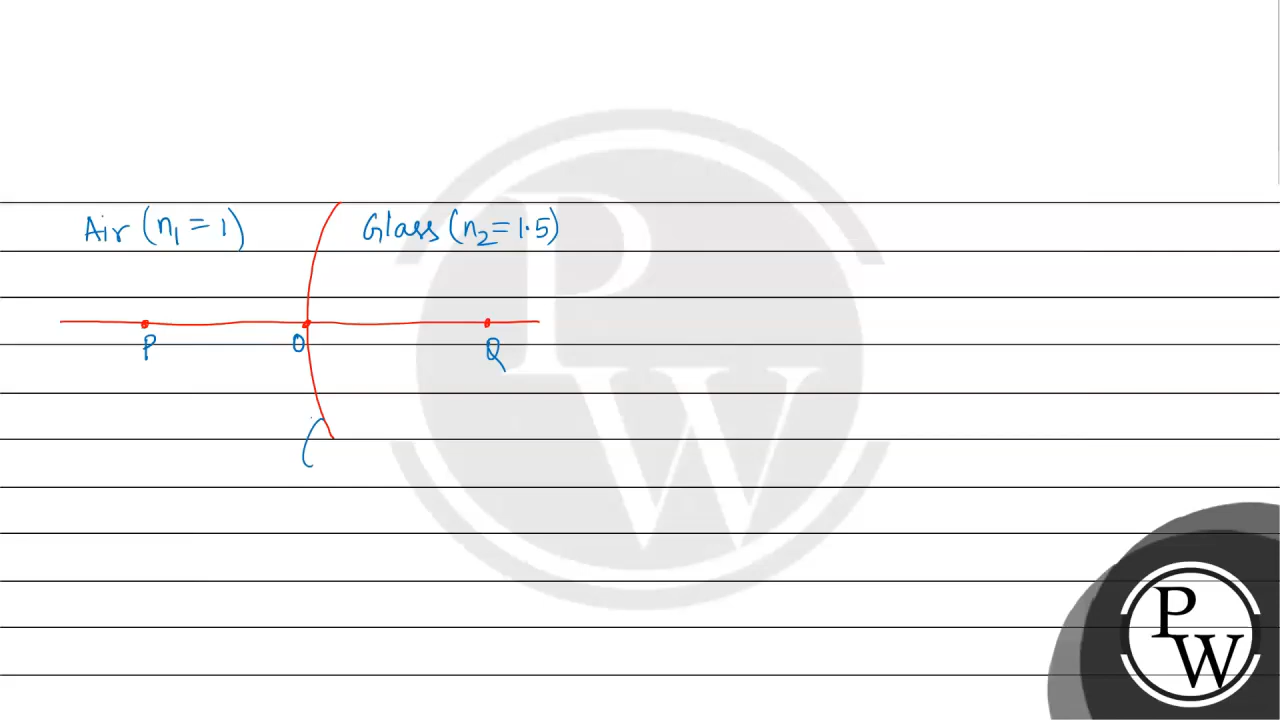 Air (n₁ = 1) Glass (n₂ = 1.5)
P O Q
P
W
P
W